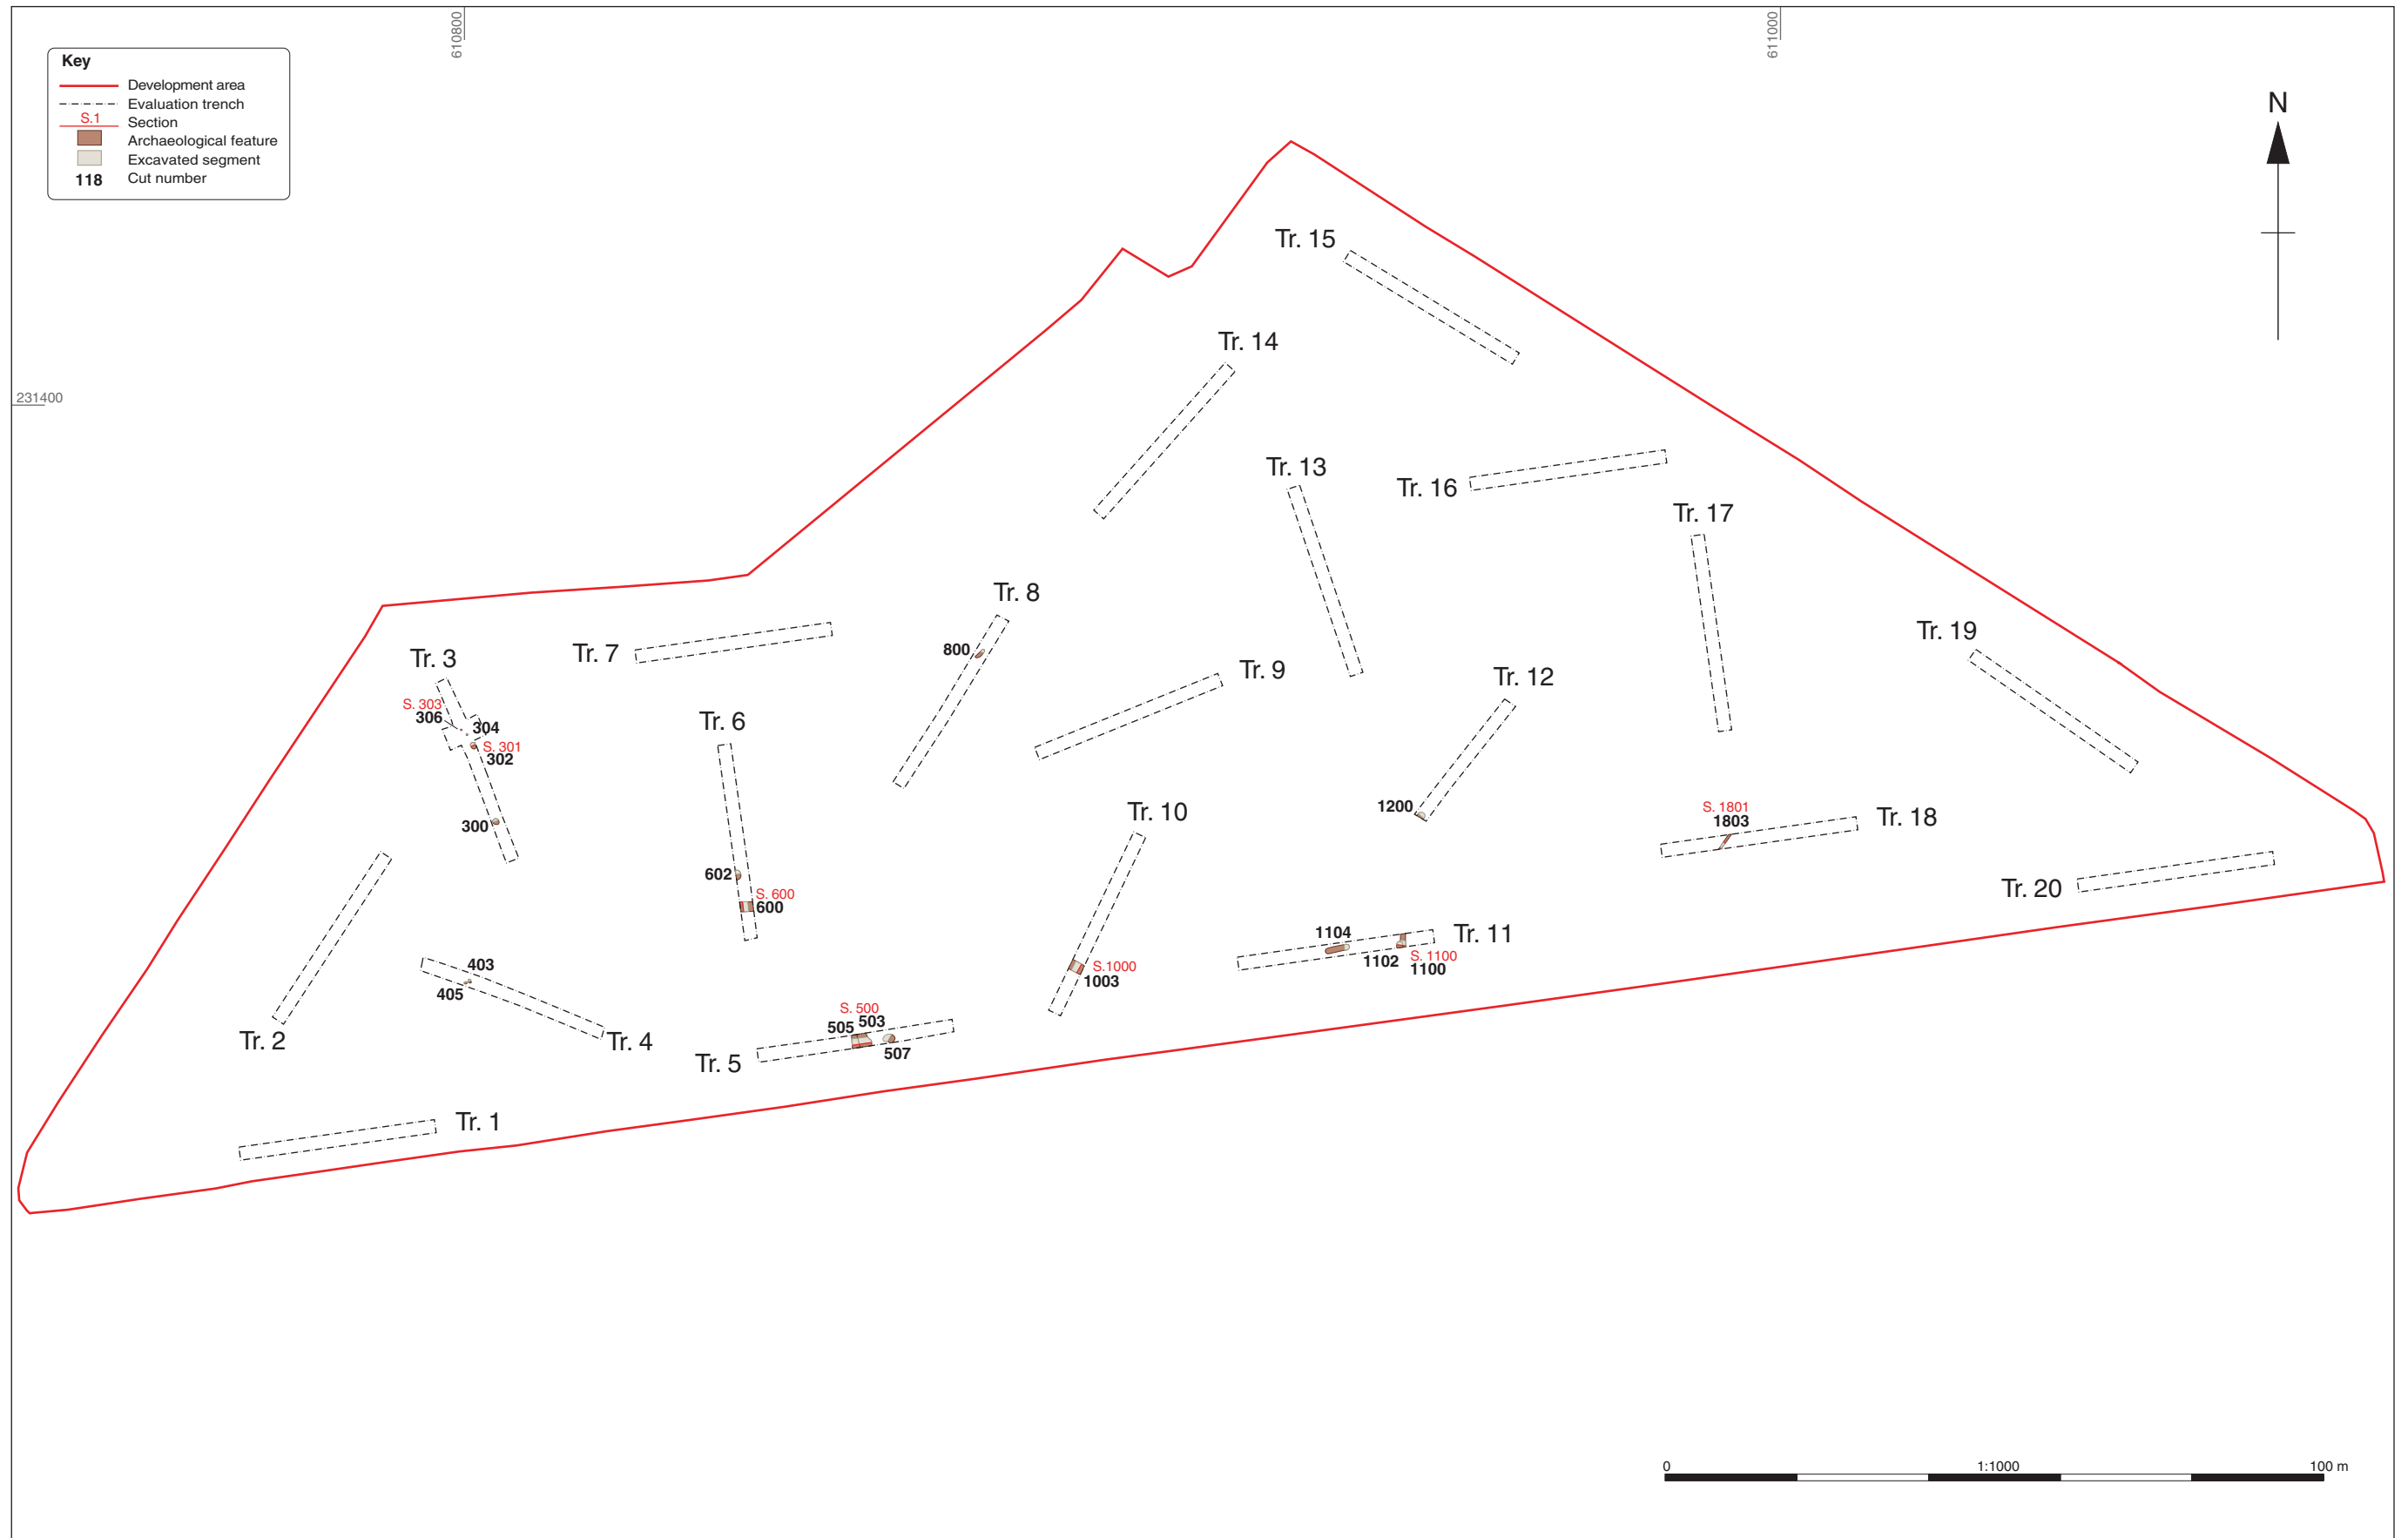 610800
611000
Key
Development area
Evaluation trench
S.1
Section
Archaeological feature
Excavated segment
118 Cut number
N
Tr. 15
Tr. 14
231400
Tr. 13
Tr. 16
Tr. 17
Tr. 8
Tr. 19
Tr. 7
800
Tr. 3
Tr. 9
Tr. 12
S. 303
306
304
Tr. 6
S. 301
302
1200
S. 1801
1803
Tr. 10
Tr. 18
300
602
S. 600
600
Tr. 20
1104
Tr. 11
403
S.1000
1003
1102
S. 1100
1100
405
S. 500
505
503
Tr. 2
Tr. 4
507
Tr. 5
Tr. 1
0
1:1000
100 m